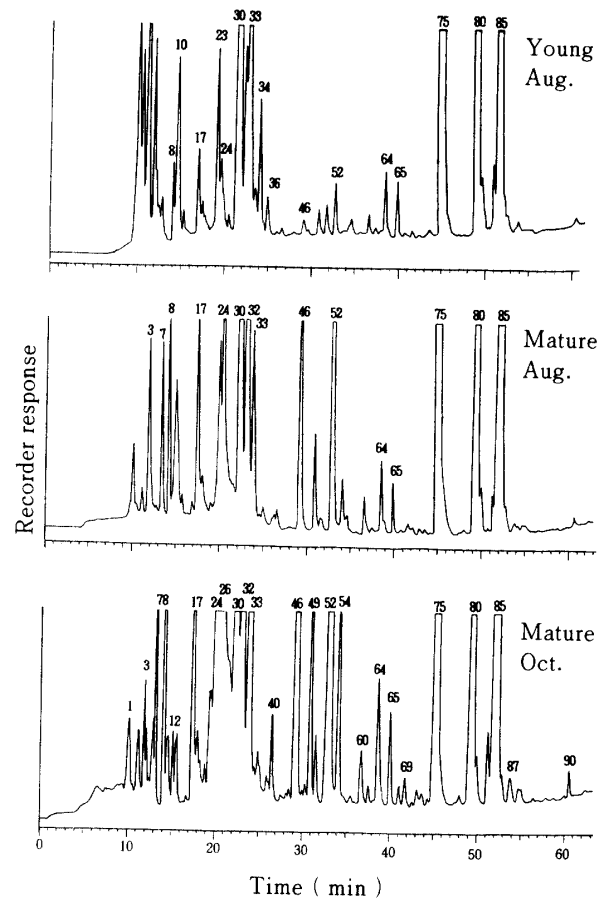 30 33 75 80 85
10 23
Young
Aug.
34
8 17 24
36 46 52 64 65
3 7 8 17 24 30 32 33 46 52 75 80 85
Mature
Aug.
64
65
Recorder response
78 17 24 26 30 32 33 46 49 52 54 75 80 85
Mature
Oct.
3
1 12 40 64
65
60 69 87 90
0 10 20 30 40 50 60
Time ( min )